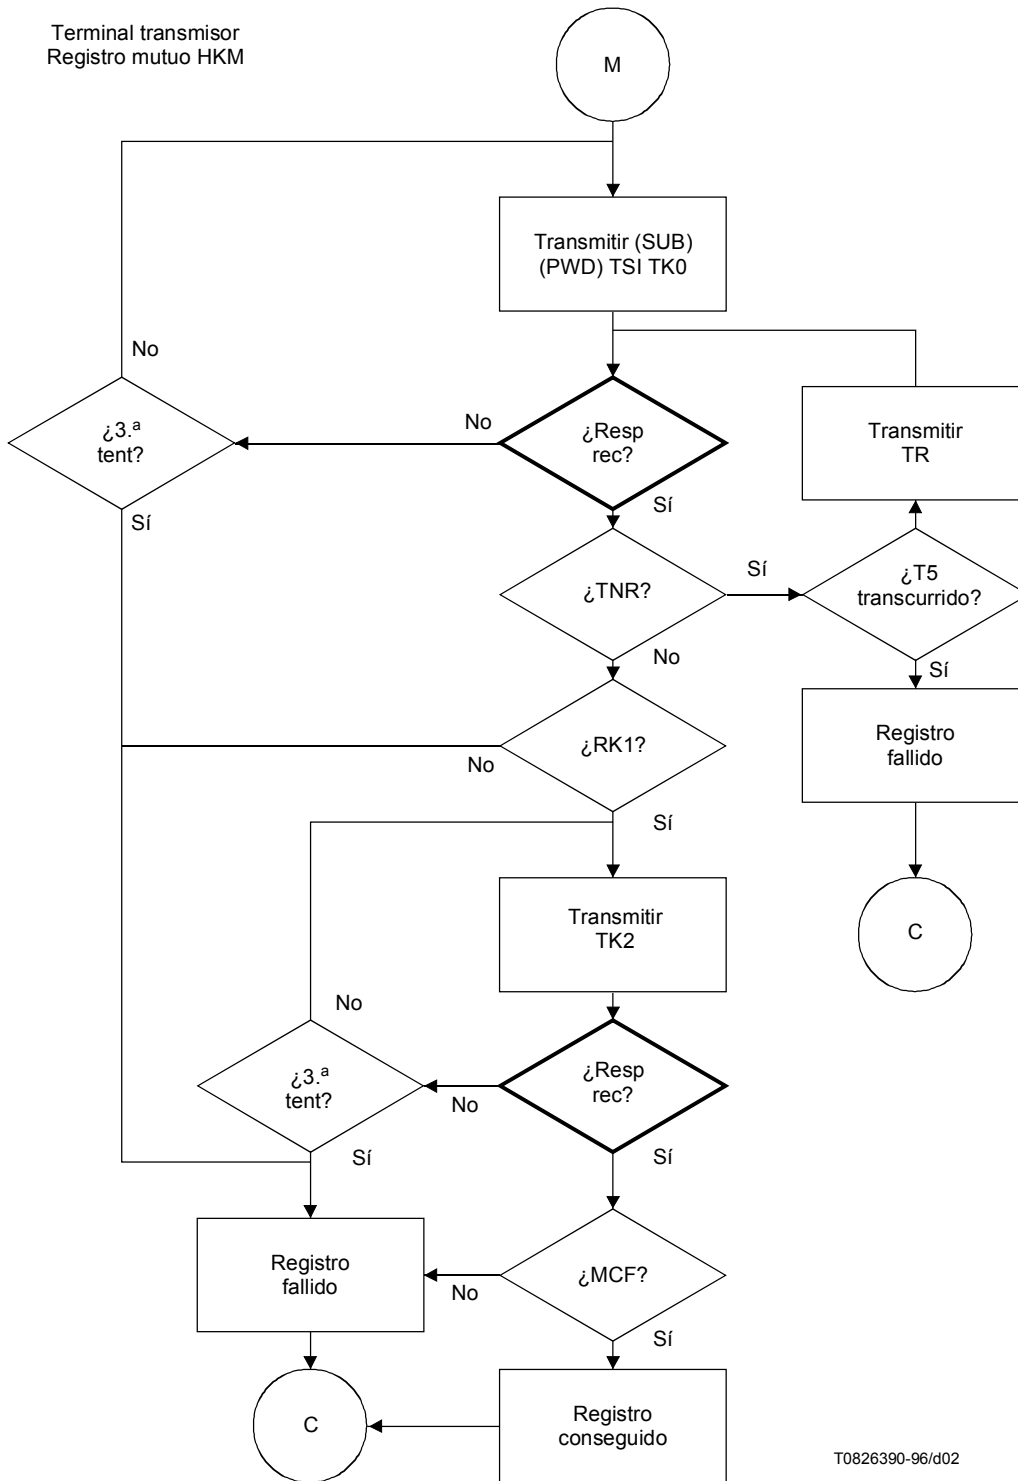 Terminal transmisor
Registro mutuo HKM
M
Transmitir (SUB)
(PWD) TSI TK0
No
¿3.ª
tent?
No
¿Resp
rec?
Transmitir
TR
Sí
Sí
¿TNR?
Sí
¿T5
transcurrido?
No
Sí
¿RK1?
No
Registro
fallido
Sí
Transmitir
TK2
C
No
¿3.ª
tent?
No
¿Resp
rec?
Sí
Sí
Registro
fallido
No
¿MCF?
Sí
C
Registro
conseguido
T0826390-96/d02